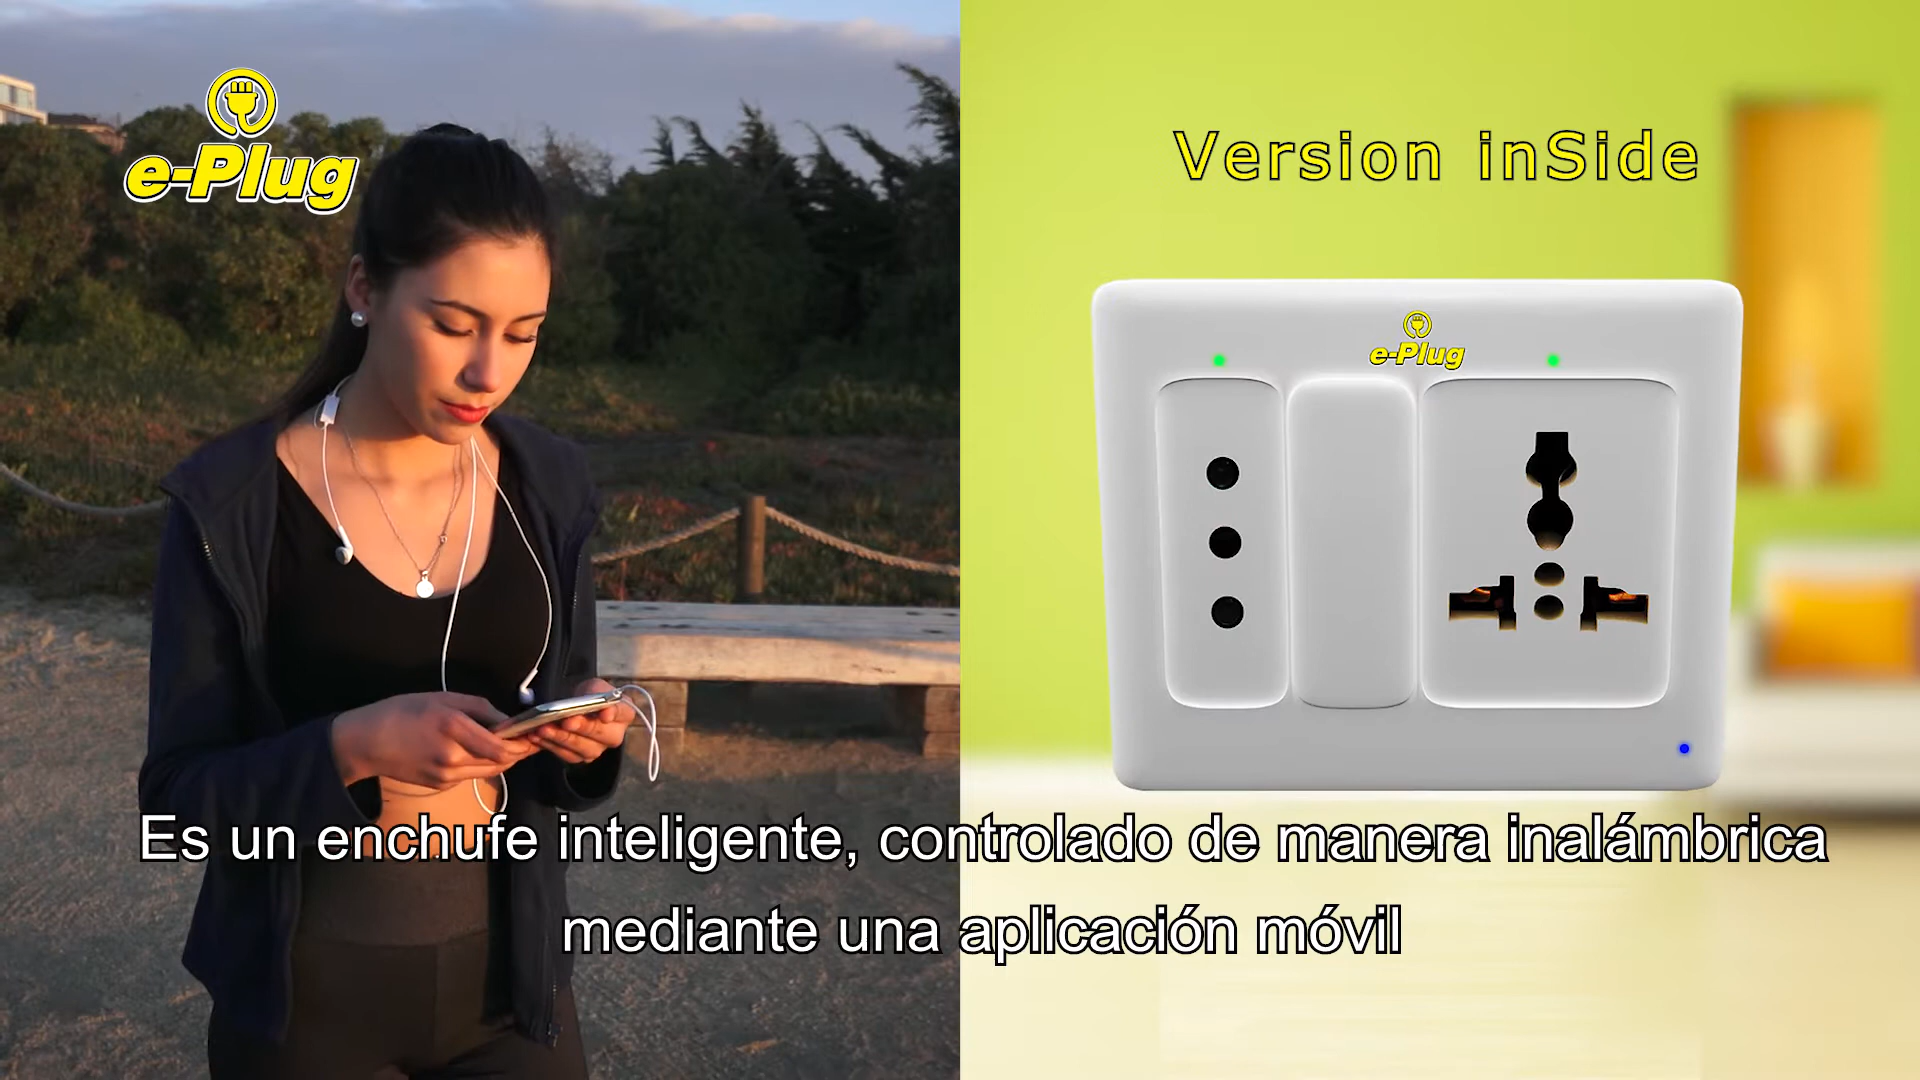 e-Plug
Version inSide
e-Plug
Es un enchufe inteligente, controlado de manera inalámbrica
mediante una aplicación móvil